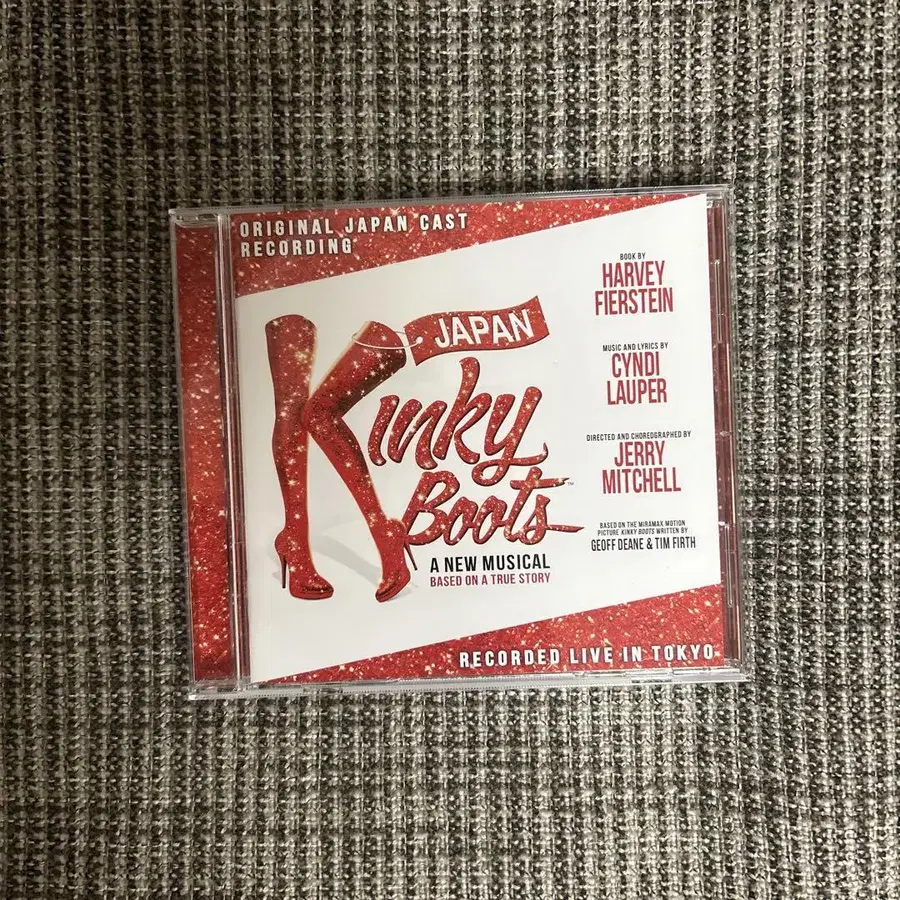 ORIGINAL JAPAN CAST
RECORDING
JAPAN
Kinky
Boots™
A NEW MUSICAL
BASED ON A TRUE STORY
BOOK BY
HARVEY
FIERSTEIN
MUSIC AND LYRICS BY
CYNDI
LAUPER
DIRECTED AND CHOREOGRAPHED BY
JERRY
MITCHELL
BASED ON THE MIRAMAX MOTION
PICTURE KINKY BOOTS WRITTEN BY
GEOFF DEANE & TIM FIRTH
RECORDED LIVE IN TOKYO